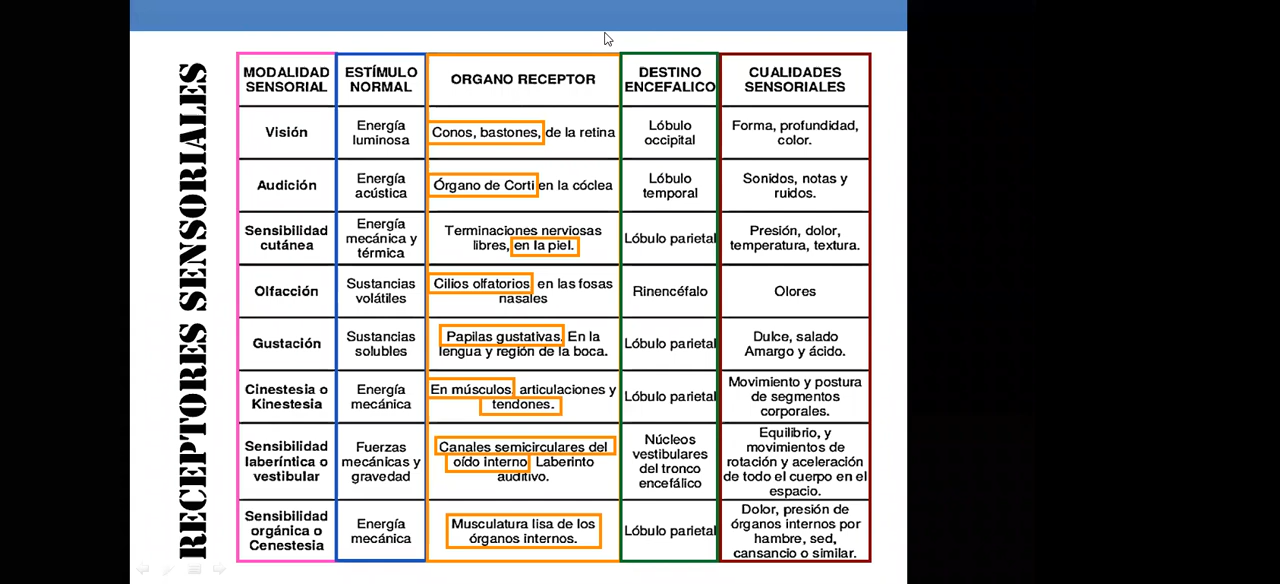 RECEPTORES SENSORIALES
MODALIDAD
SENSORIAL
ESTÍMULO
NORMAL
ORGANO RECEPTOR
DESTINO
ENCEFALICO
CUALIDADES
SENSORIALES
Visión
Energía
luminosa
Conos, bastones, de la retina
Lóbulo
occipital
Forma, profundidad,
color.
Audición
Energía
acústica
Órgano de Corti en la cóclea
Lóbulo
temporal
Sonidos, notas y
ruidos.
Sensibilidad
cutánea
Energía
mecánica y
térmica
Terminaciones nerviosas
libres, en la piel.
Lóbulo parietal
Presión, dolor,
temperatura, textura.
Olfacción
Sustancias
volátiles
Cilios olfatorios en las fosas
nasales
Rinencéfalo
Olores
Gustación
Sustancias
solubles
Papilas gustativas. En la
lengua y región de la boca.
Lóbulo parietal
Dulce, salado
Amargo y ácido.
Cinestesia o
Kinestesia
Energía
mecánica
En músculos, articulaciones y
tendones.
Lóbulo parietal
Movimiento y postura
de segmentos
corporales.
Sensibilidad
laberíntica o
vestibular
Fuerzas
mecánicas y
gravedad
Canales semicirculares del
oído interno. Laberinto
auditivo.
Núcleos
vestibulares
del tronco
encefálico
Equilibrio, y
movimientos de
rotación y aceleración
de todo el cuerpo en el
espacio.
Sensibilidad
orgánica o
Cenestesia
Energía
mecánica
Musculatura lisa de los
órganos internos.
Lóbulo parietal
Dolor, presión de
órganos internos por
hambre, sed,
cansancio o similar.